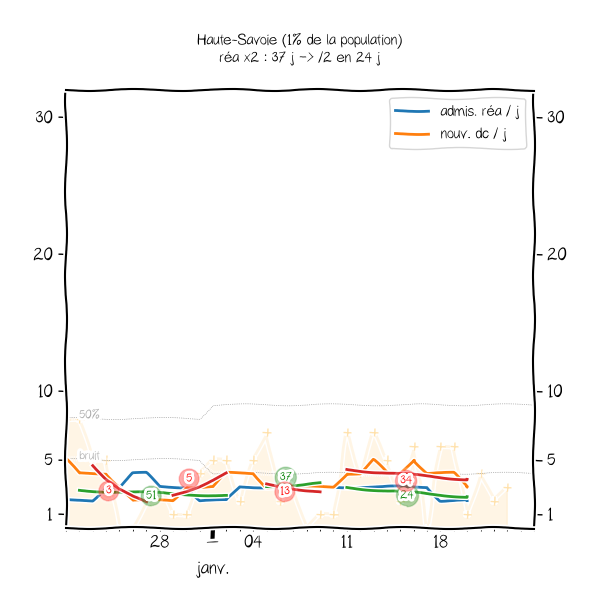 Haute-Savoie (1% de la population)
réa x2 : 37 j -> /2 en 24 j
admis. réa / j
nouv. dc / j
30 30
20 20
10 10
50%
5 bruit 5
3 51 5 37 13 34 24
1 1
28 1 04 11 18
janv.